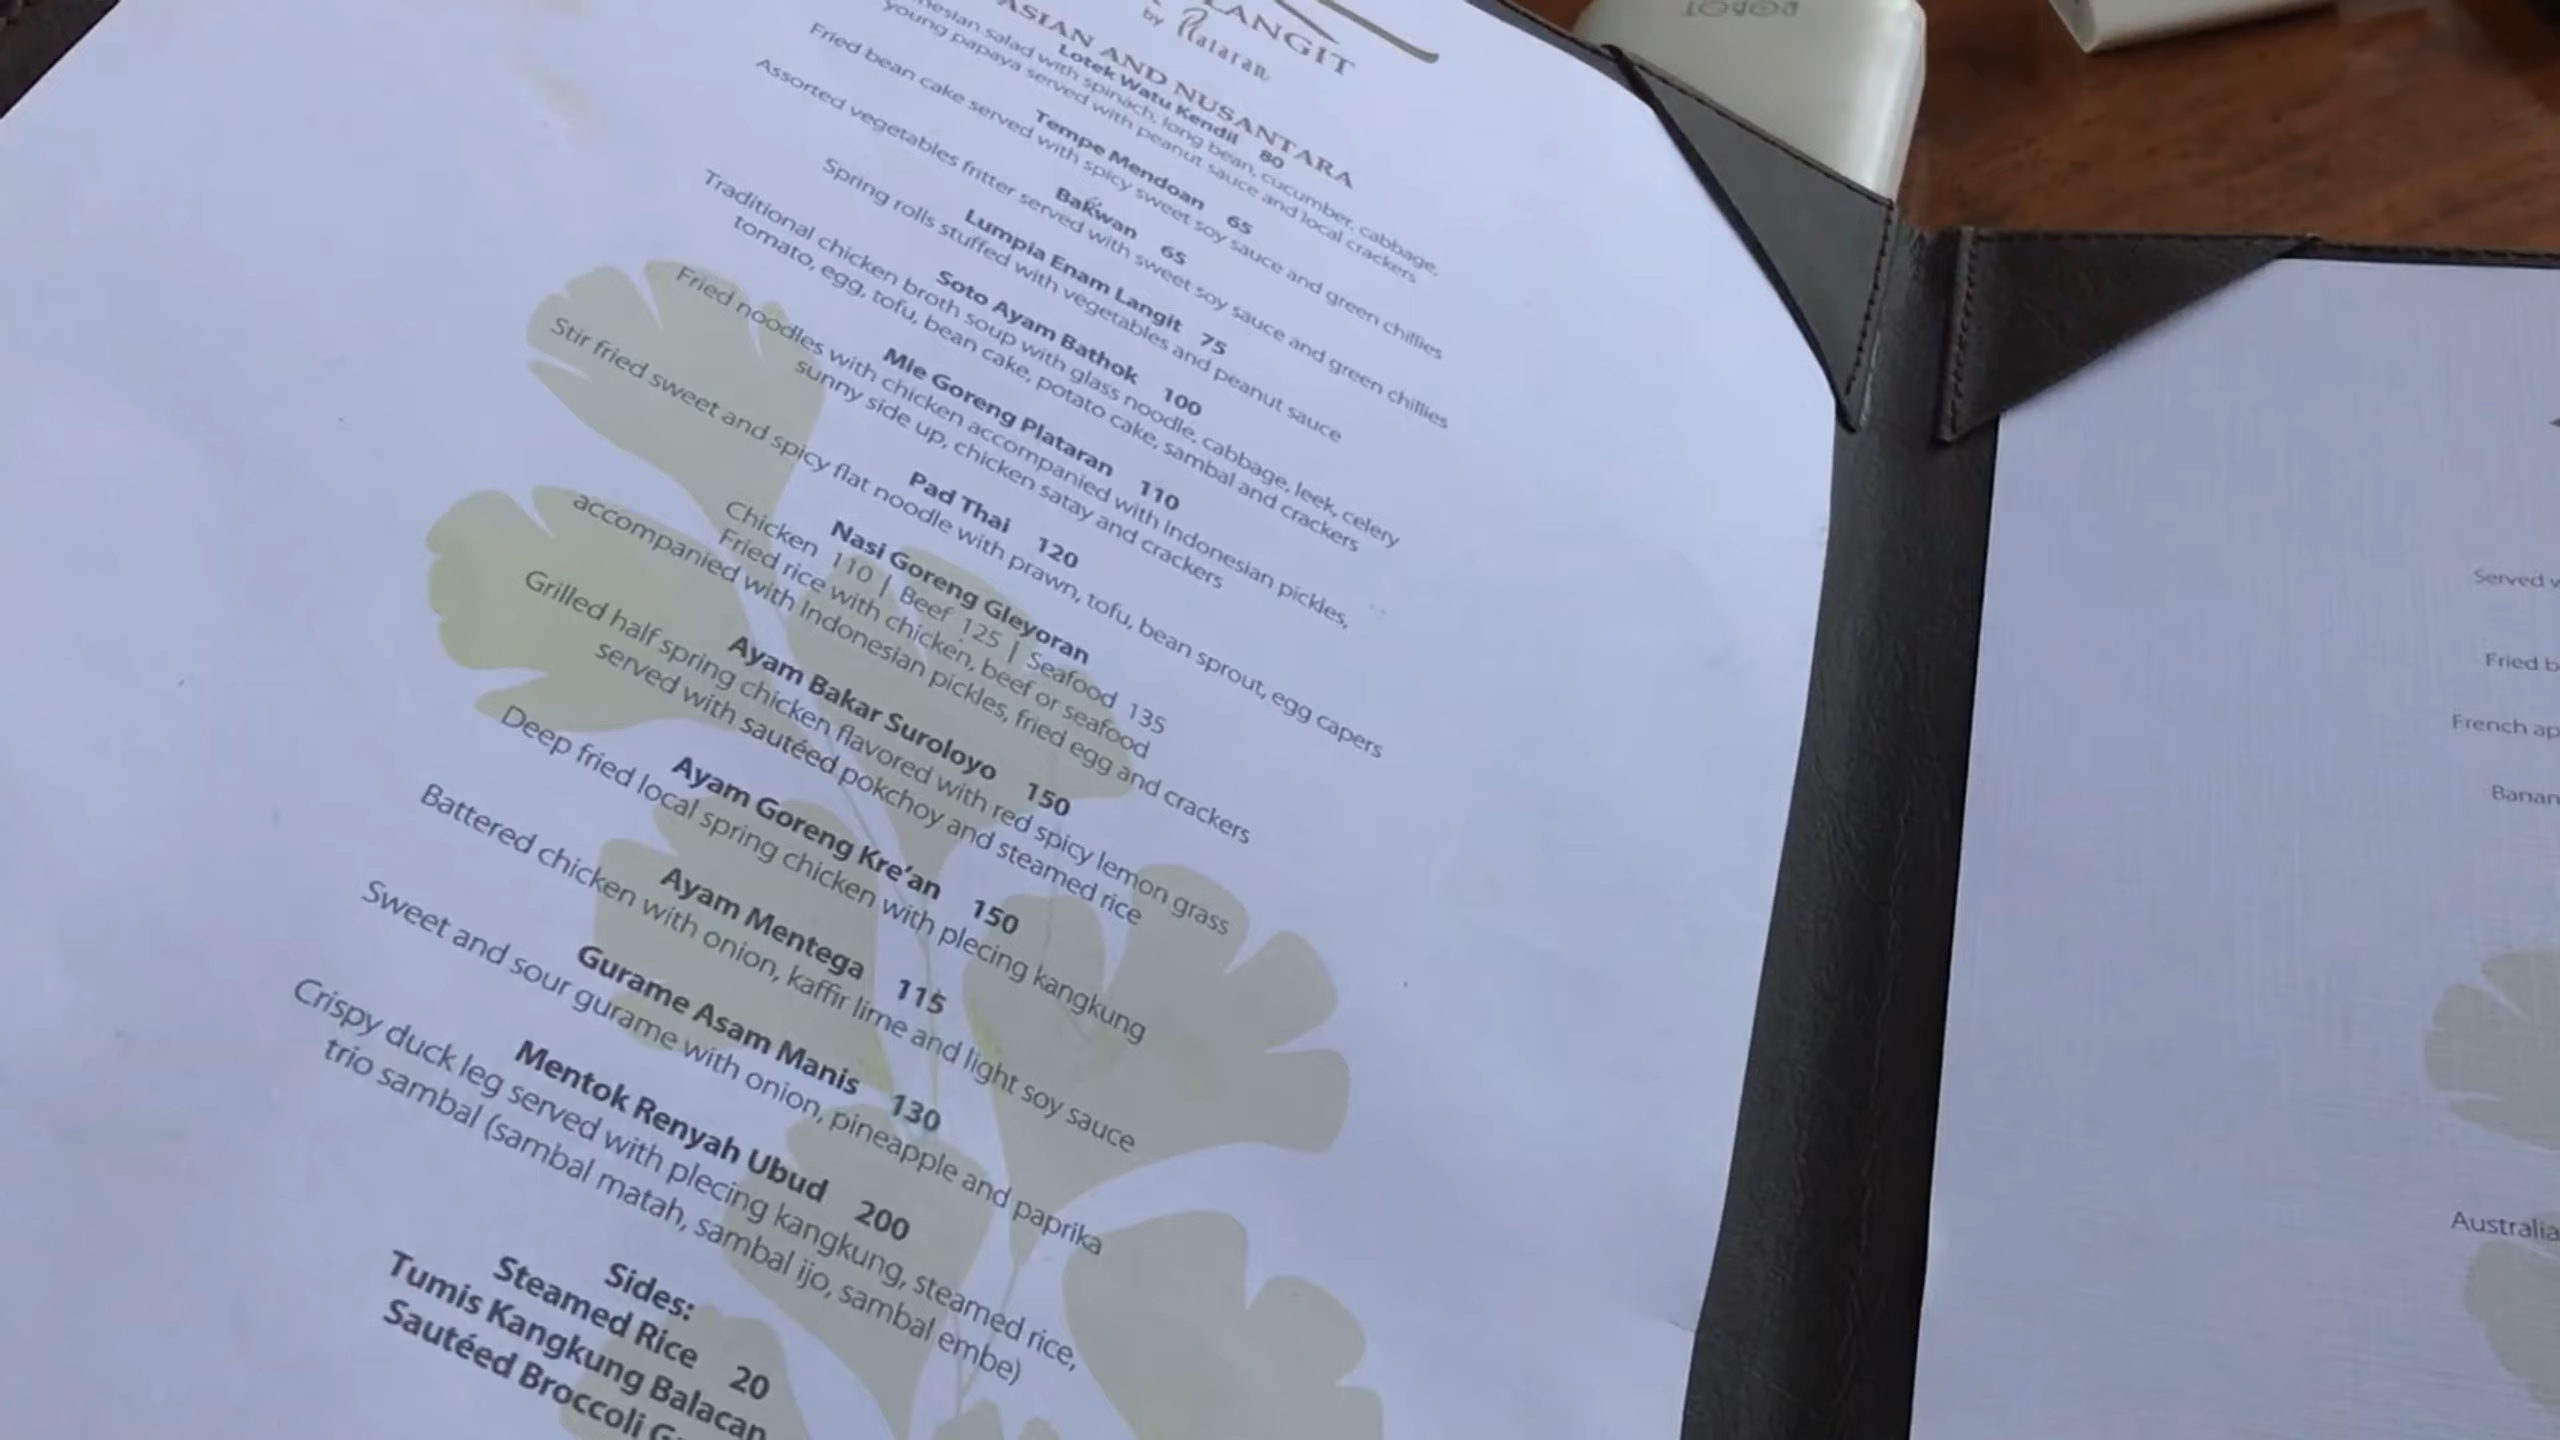 LANGIT
by Plataran
ASIAN AND NUSANTARA
Lotek Watu Kendil 80
salad with spinach, long bean, cucumber, cabbage,
young papaya served with peanut sauce and local crackers
Tempe Mendoan 65
Fried bean cake served with spicy sweet soy sauce and green chillies
Bakwan 65
Assorted vegetables fritter served with sweet soy sauce and green chillies
Lumpia Enam Langit 75
Spring rolls stuffed with vegetables and peanut sauce
Soto Ayam Bathok 100
Traditional chicken broth soup with glass noodle, cabbage, leek, celery
tomato, egg, tofu, bean cake, potato cake, sambal and crackers
Mie Goreng Plataran 110
Fried noodles with chicken accompanied with Indonesian pickles,
sunny side up, chicken satay and crackers
Pad Thai 120
Stir fried sweet and spicy flat noodle with prawn, tofu, bean sprout, egg capers
Nasi Goreng Gleyoran
Chicken 110 | Beef 125 | Seafood 135
Fried rice with chicken, beef or seafood
accompanied with Indonesian pickles, fried egg and crackers
Ayam Bakar Suroloyo 150
Grilled half spring chicken flavored with red spicy lemon grass
served with sautéed pokchoy and steamed rice
Ayam Goreng Kre'an 150
Deep fried local spring chicken with plecing kangkung
Ayam Mentega 115
Battered chicken with onion, kaffir lime and light soy sauce
Gurame Asam Manis 130
Sweet and sour gurame with onion, pineapple and paprika
Mentok Renyah Ubud 200
Crispy duck leg served with plecing kangkung, steamed rice,
trio sambal (sambal matah, sambal ijo, sambal embe)
Sides:
Steamed Rice 20
Tumis Kangkung Balacan
Sautéed Broccoli
Served
Fried
French
Australia